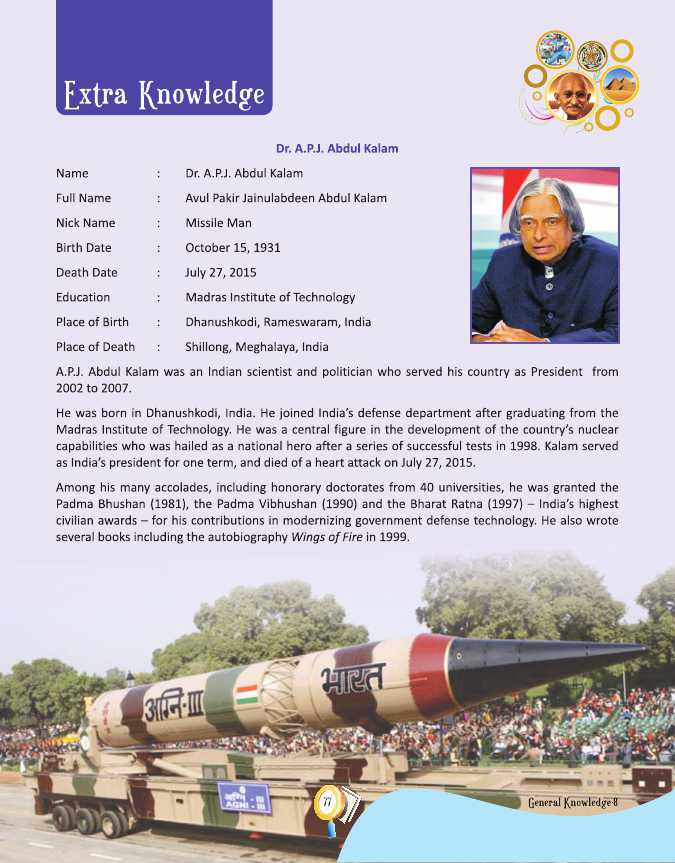 Extra Knowledge
Dr. A.P.J. Abdul Kalam
Name : Dr. A.P.J. Abdul Kalam
Full Name : Avul Pakir Jainulabdeen Abdul Kalam
Nick Name : Missile Man
Birth Date : October 15, 1931
Death Date : July 27, 2015
Education : Madras Institute of Technology
Place of Birth : Dhanushkodi, Rameswaram, India
Place of Death : Shillong, Meghalaya, India
A.P.J. Abdul Kalam was an Indian scientist and politician who served his country as President from
2002 to 2007.
He was born in Dhanushkodi, India. He joined India's defense department after graduating from the
Madras Institute of Technology. He was a central figure in the development of the country's nuclear
capabilities who was hailed as a national hero after a series of successful tests in 1998. Kalam served
as India's president for one term, and died of a heart attack on July 27, 2015.
Among his many accolades, including honorary doctorates from 40 universities, he was granted the
Padma Bhushan (1981), the Padma Vibhushan (1990) and the Bharat Ratna (1997) – India's highest
civilian awards – for his contributions in modernizing government defense technology. He also wrote
several books including the autobiography Wings of Fire in 1999.
भारत
अग्नि-III
अग्नि - III
AGNI - III
77
General Knowledge-8